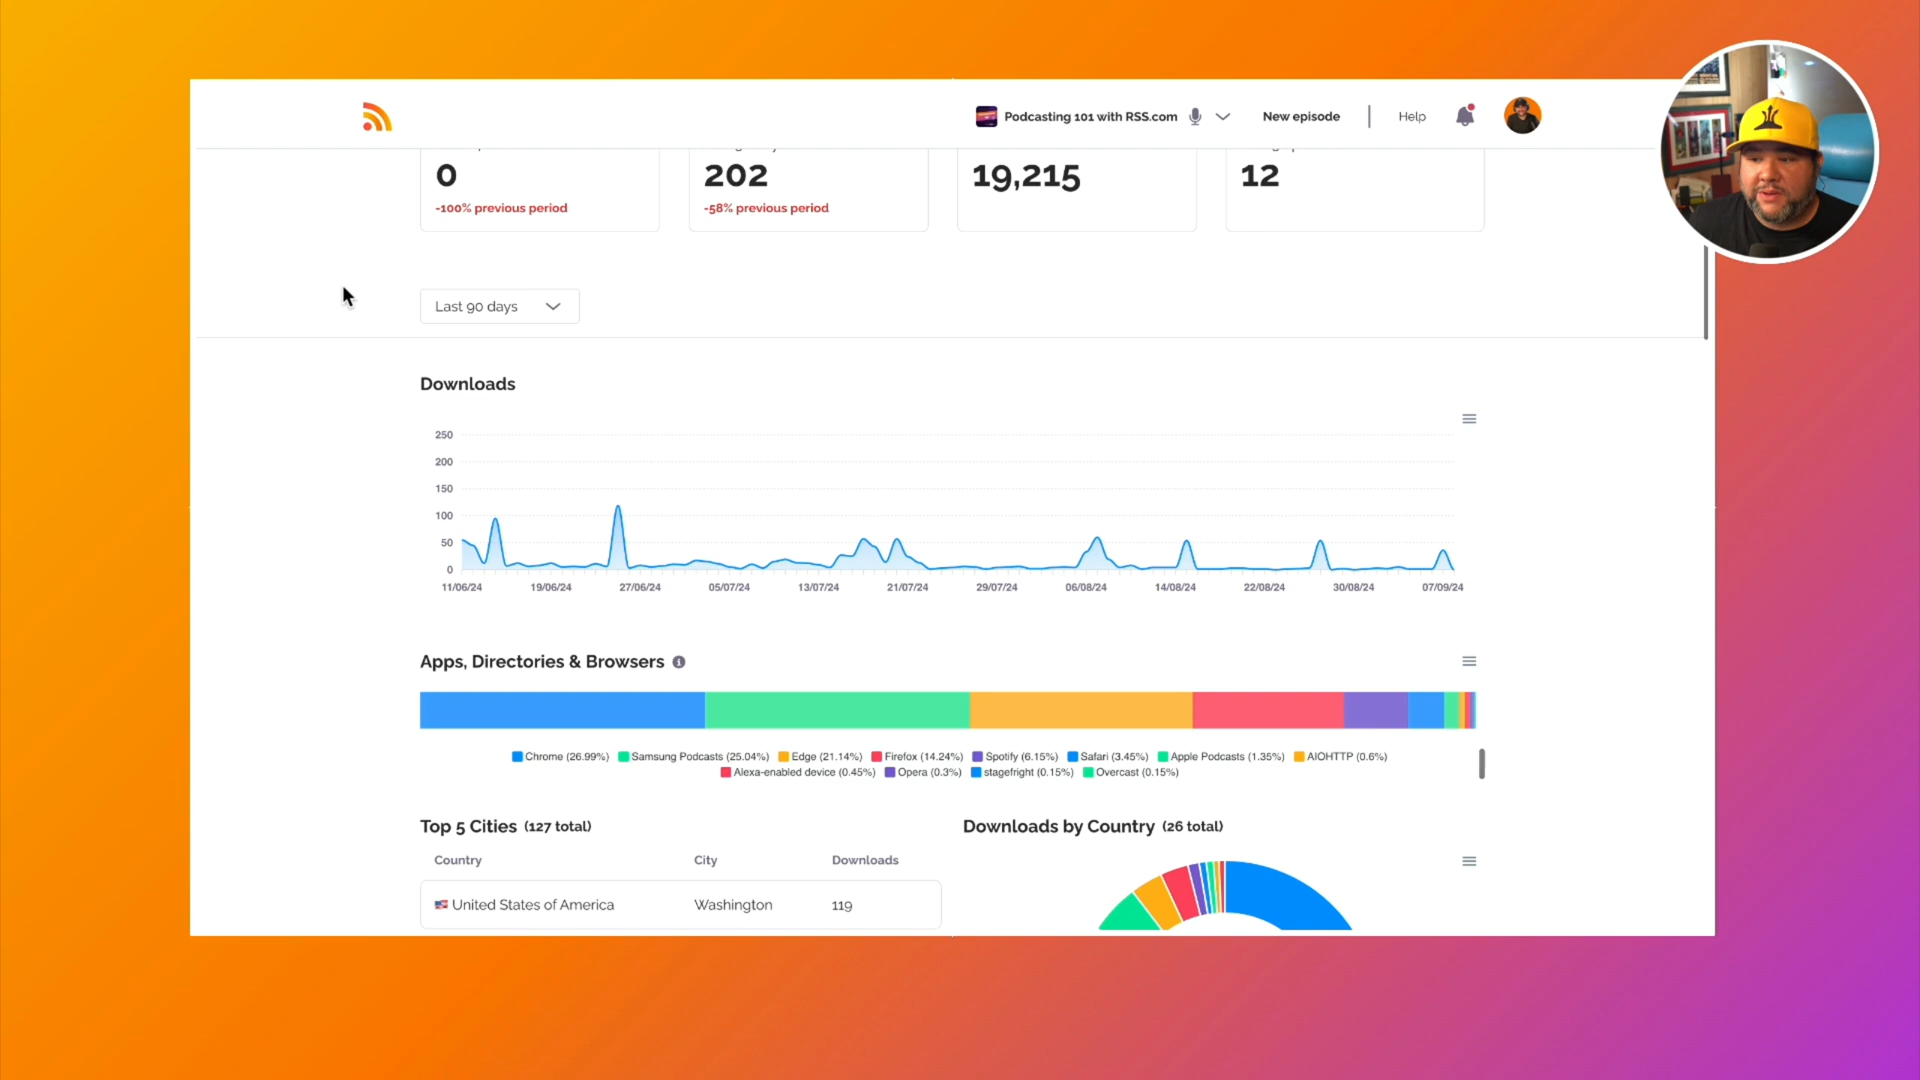 Podcasting 101 with RSS.com
New episode
Help
0
202
19,215
12
-100% previous period
-58% previous period
Last 90 days
Downloads
250
200
150
100
50
0
11/06/24 19/06/24 27/06/24 05/07/24 13/07/24 21/07/24 29/07/24 06/08/24 14/08/24 22/08/24 30/08/24 07/09/24
Apps, Directories & Browsers
Chrome (26.99%) Samsung Podcasts (25.04%) Edge (21.14%) Firefox (14.24%) Spotify (6.15%) Safari (3.45%) Apple Podcasts (1.35%) AIOHTTP (0.6%)
Alexa-enabled device (0.45%) Opera (0.3%) stagefright (0.15%) Overcast (0.15%)
Top 5 Cities (127 total)
Country City Downloads
United States of America Washington 119
Downloads by Country (26 total)